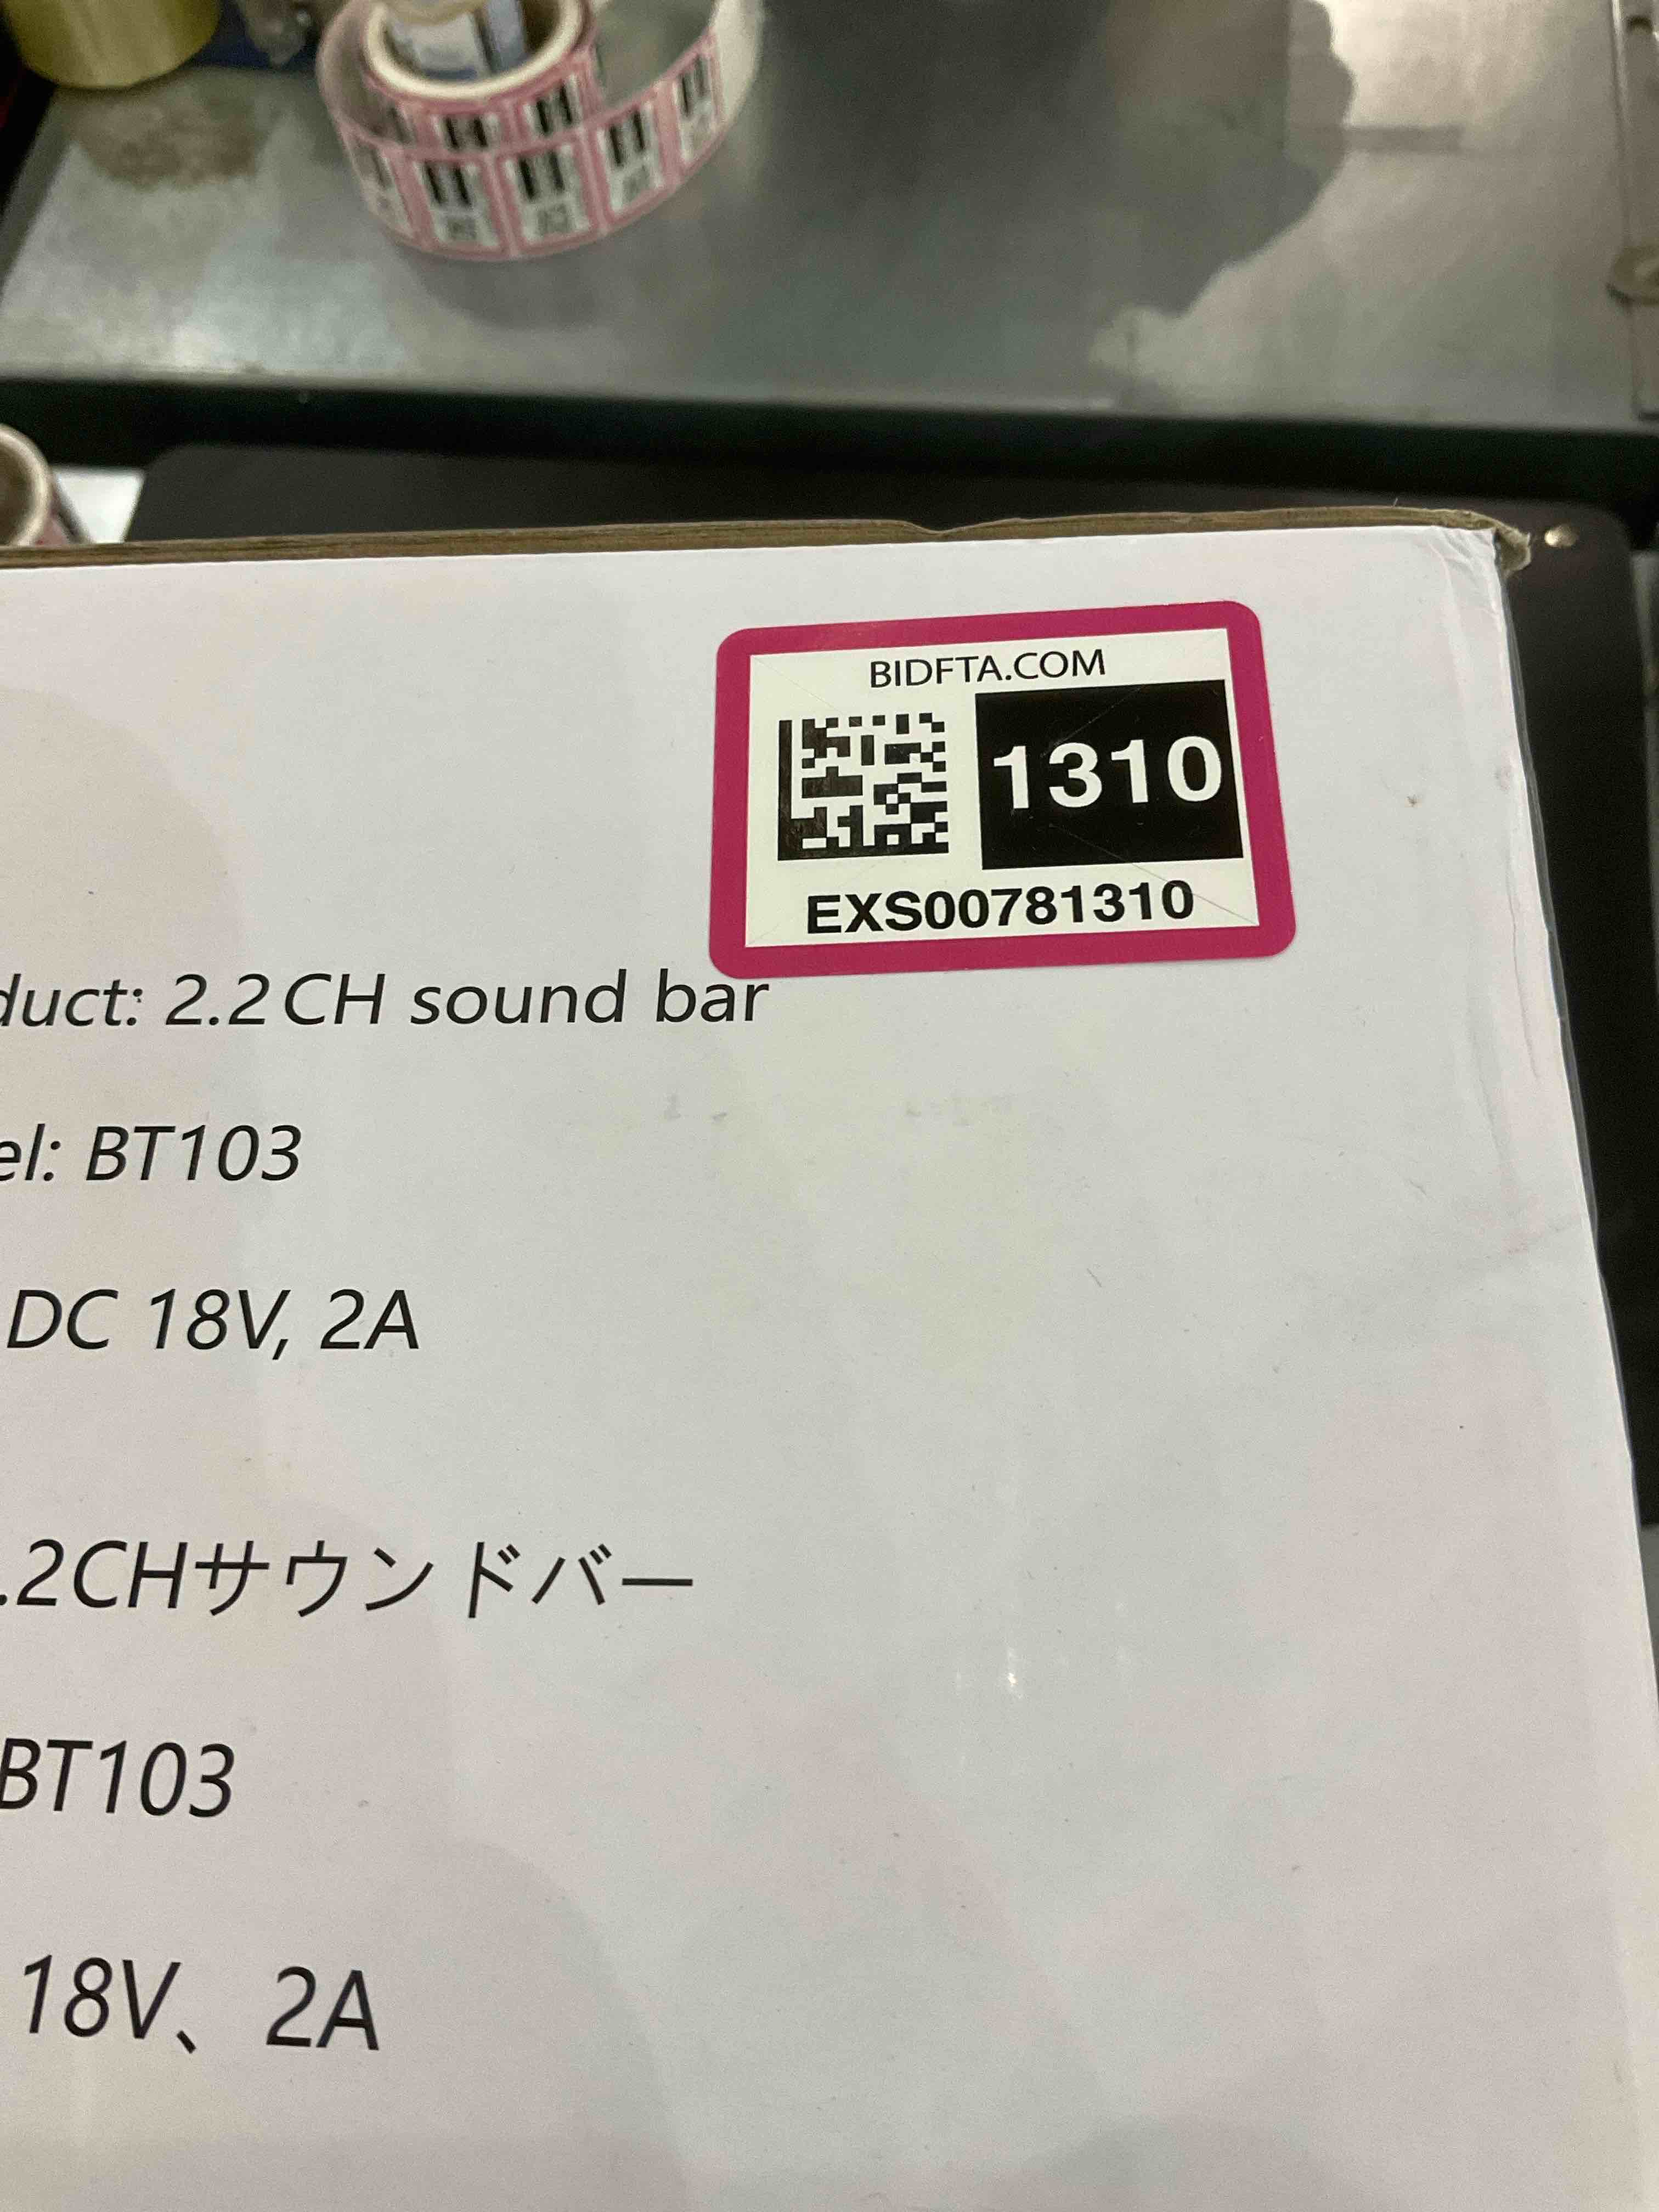 BIDFTA.COM
1310
EXS00781310
duct: 2.2CH sound bar
el: BT103
DC 18V, 2A
.2CHサウンドバー
BT103
18V、2A